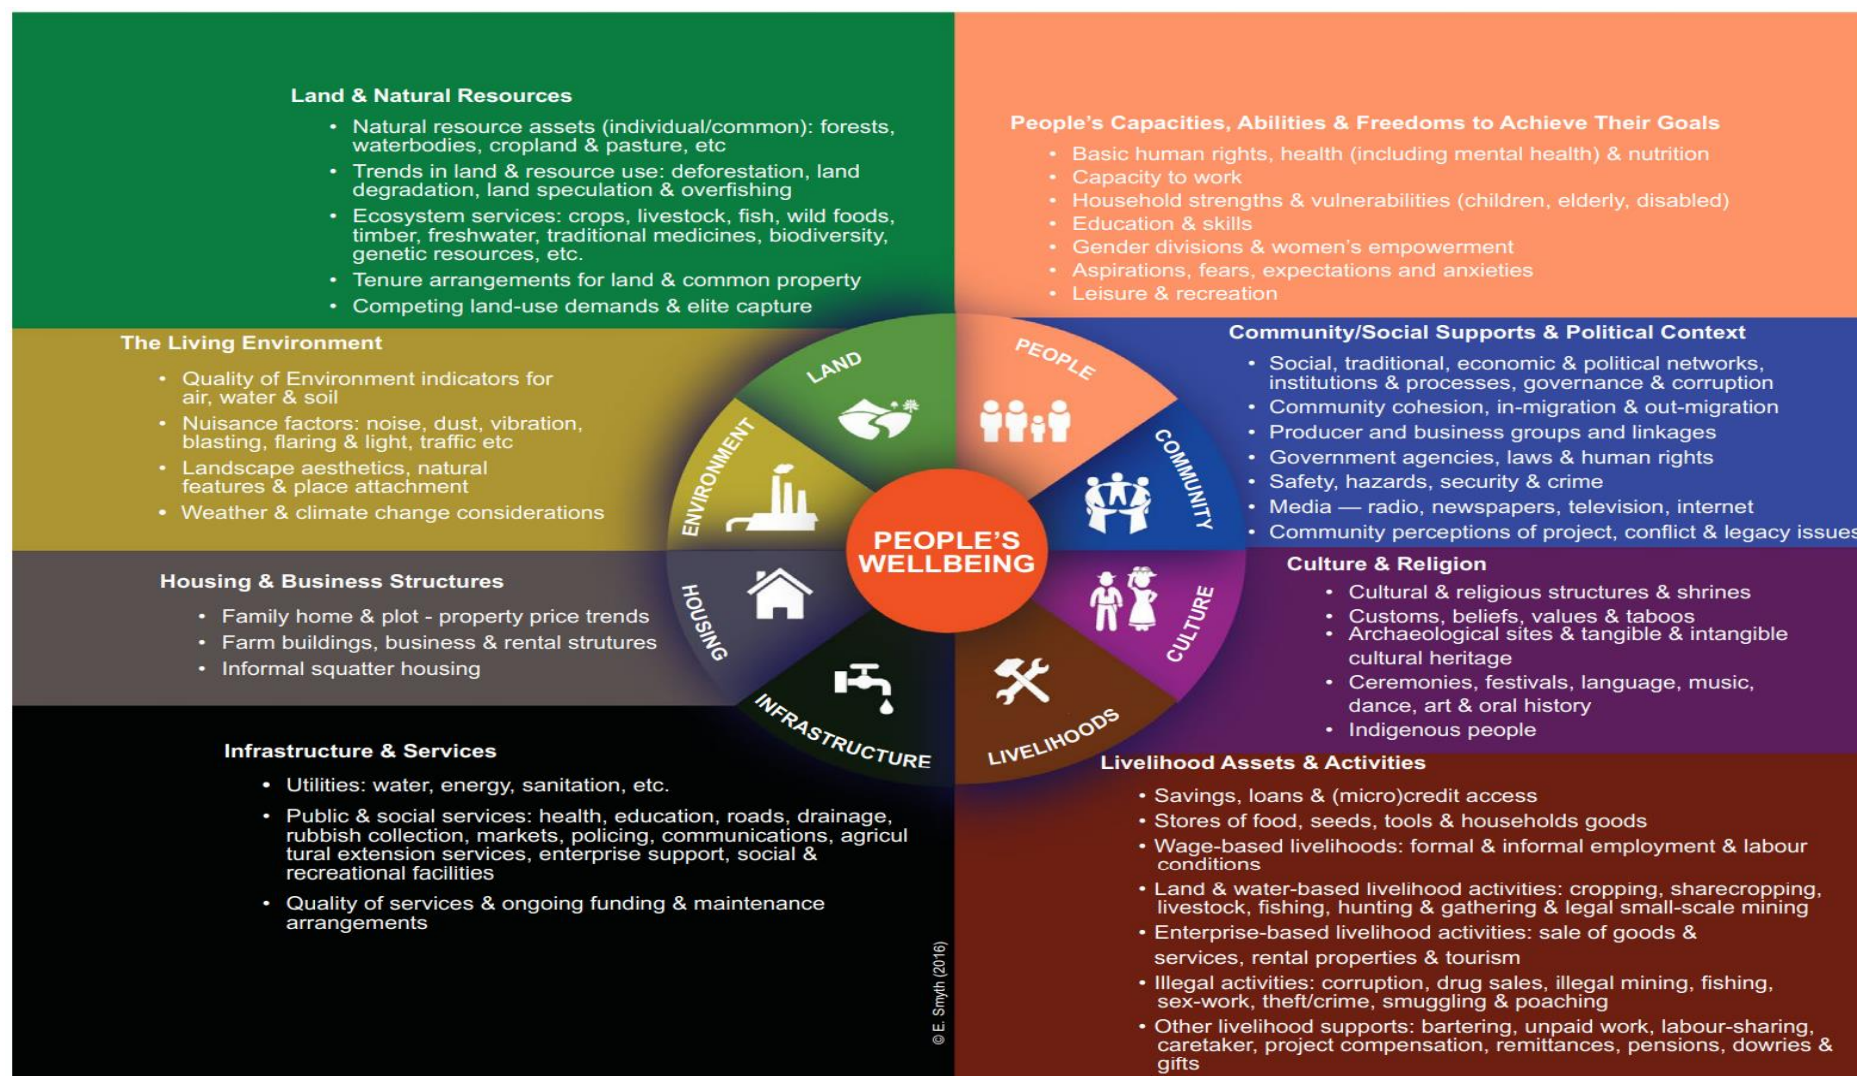 Land & Natural Resources
• Natural resource assets (individual/common): forests,
waterbodies, cropland & pasture, etc
• Trends in land & resource use: deforestation, land
degradation, land speculation & overfishing
• Ecosystem services: crops, livestock, fish, wild foods,
timber, freshwater, traditional medicines, biodiversity,
genetic resources, etc.
• Tenure arrangements for land & common property
• Competing land-use demands & elite capture
People's Capacities, Abilities & Freedoms to Achieve Their Goals
• Basic human rights, health (including mental health) & nutrition
• Capacity to work
• Household strengths & vulnerabilities (children, elderly, disabled)
• Education & skills
• Gender divisions & women's empowerment
• Aspirations, fears, expectations and anxieties
• Leisure & recreation
The Living Environment
• Quality of Environment indicators for
air, water & soil
• Nuisance factors: noise, dust, vibration,
blasting, flaring & light, traffic etc
• Landscape aesthetics, natural
features & place attachment
• Weather & climate change considerations
LAND
PEOPLE
ENVIRONMENT
COMMUNITY
PEOPLE'S
WELLBEING
HOUSING
CULTURE
INFRASTRUCTURE
LIVELIHOODS
Community/Social Supports & Political Context
• Social, traditional, economic & political networks,
institutions & processes, governance & corruption
• Community cohesion, in-migration & out-migration
• Producer and business groups and linkages
• Government agencies, laws & human rights
• Safety, hazards, security & crime
• Media — radio, newspapers, television, internet
• Community perceptions of project, conflict & legacy issues
Housing & Business Structures
• Family home & plot - property price trends
• Farm buildings, business & rental strutures
• Informal squatter housing
Culture & Religion
• Cultural & religious structures & shrines
• Customs, beliefs, values & taboos
• Archaeological sites & tangible & intangible
cultural heritage
• Ceremonies, festivals, language, music,
dance, art & oral history
• Indigenous people
Infrastructure & Services
• Utilities: water, energy, sanitation, etc.
• Public & social services: health, education, roads, drainage,
rubbish collection, markets, policing, communications, agricul
tural extension services, enterprise support, social &
recreational facilities
• Quality of services & ongoing funding & maintenance
arrangements
© E. Smyth (2016)
Livelihood Assets & Activities
• Savings, loans & (micro)credit access
• Stores of food, seeds, tools & households goods
• Wage-based livelihoods: formal & informal employment & labour
conditions
• Land & water-based livelihood activities: cropping, sharecropping,
livestock, fishing, hunting & gathering & legal small-scale mining
• Enterprise-based livelihood activities: sale of goods &
services, rental properties & tourism
• Illegal activities: corruption, drug sales, illegal mining, fishing,
sex-work, theft/crime, smuggling & poaching
• Other livelihood supports: bartering, unpaid work, labour-sharing,
caretaker, project compensation, remittances, pensions, dowries &
gifts